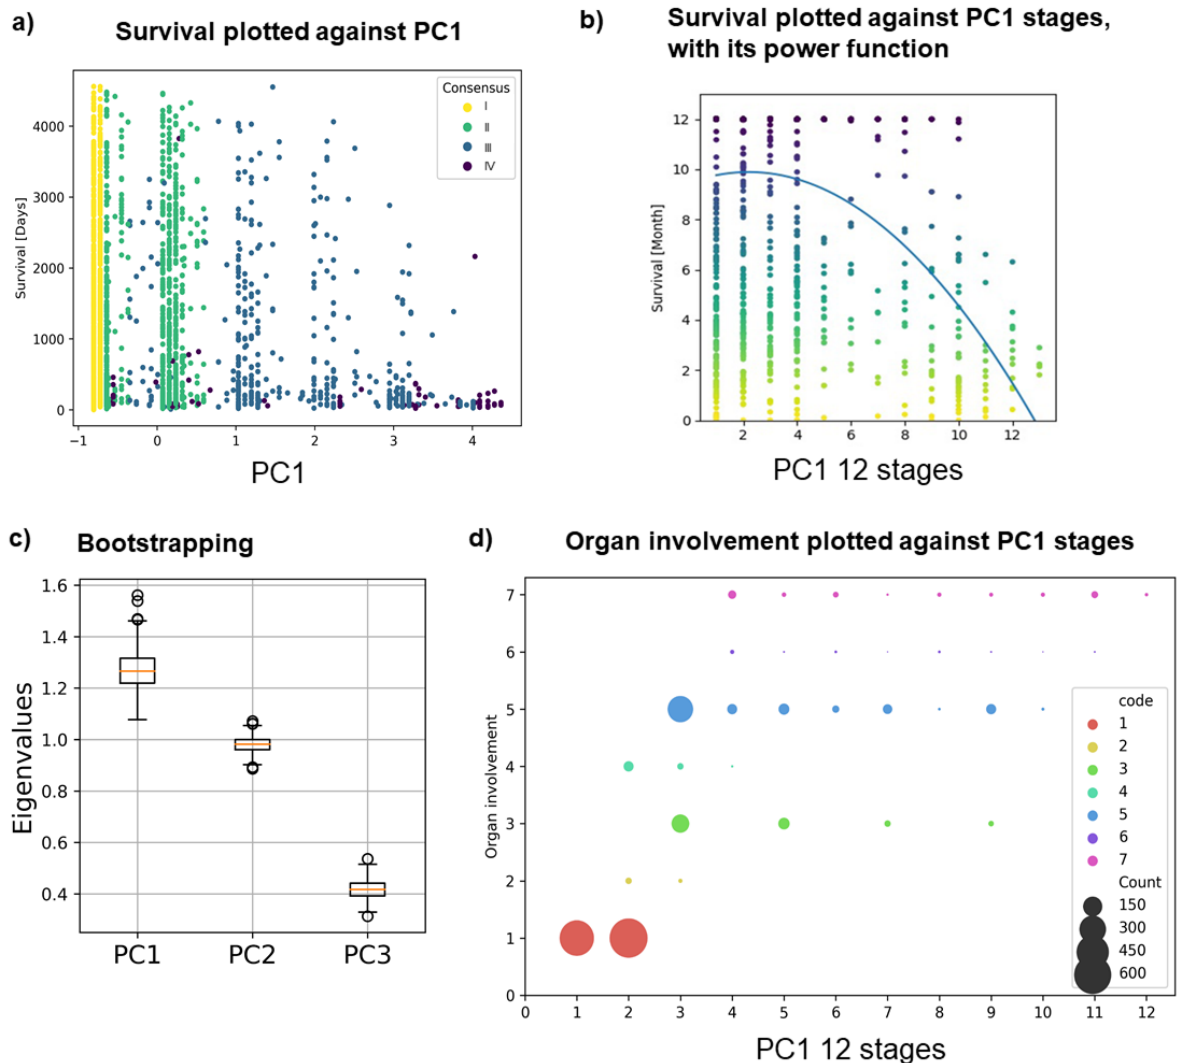 a)
Survival plotted against PC1
Consensus
I
II
III
IV
4000
3000
2000
1000
0
Survival [Days]
−1
0
1
2
3
4
PC1
b)
Survival plotted against PC1 stages,
with its power function
12
10
8
6
4
2
0
Survival [Month]
2
4
6
8
10
12
PC1 12 stages
c)
Bootstrapping
1.6
1.4
1.2
1.0
0.8
0.6
0.4
Eigenvalues
PC1
PC2
PC3
d)
Organ involvement plotted against PC1 stages
7
6
5
4
3
2
1
0
Organ involvement
code
1
2
3
4
5
6
7
Count
150
300
450
600
0
1
2
3
4
5
6
7
8
9
10
11
12
PC1 12 stages